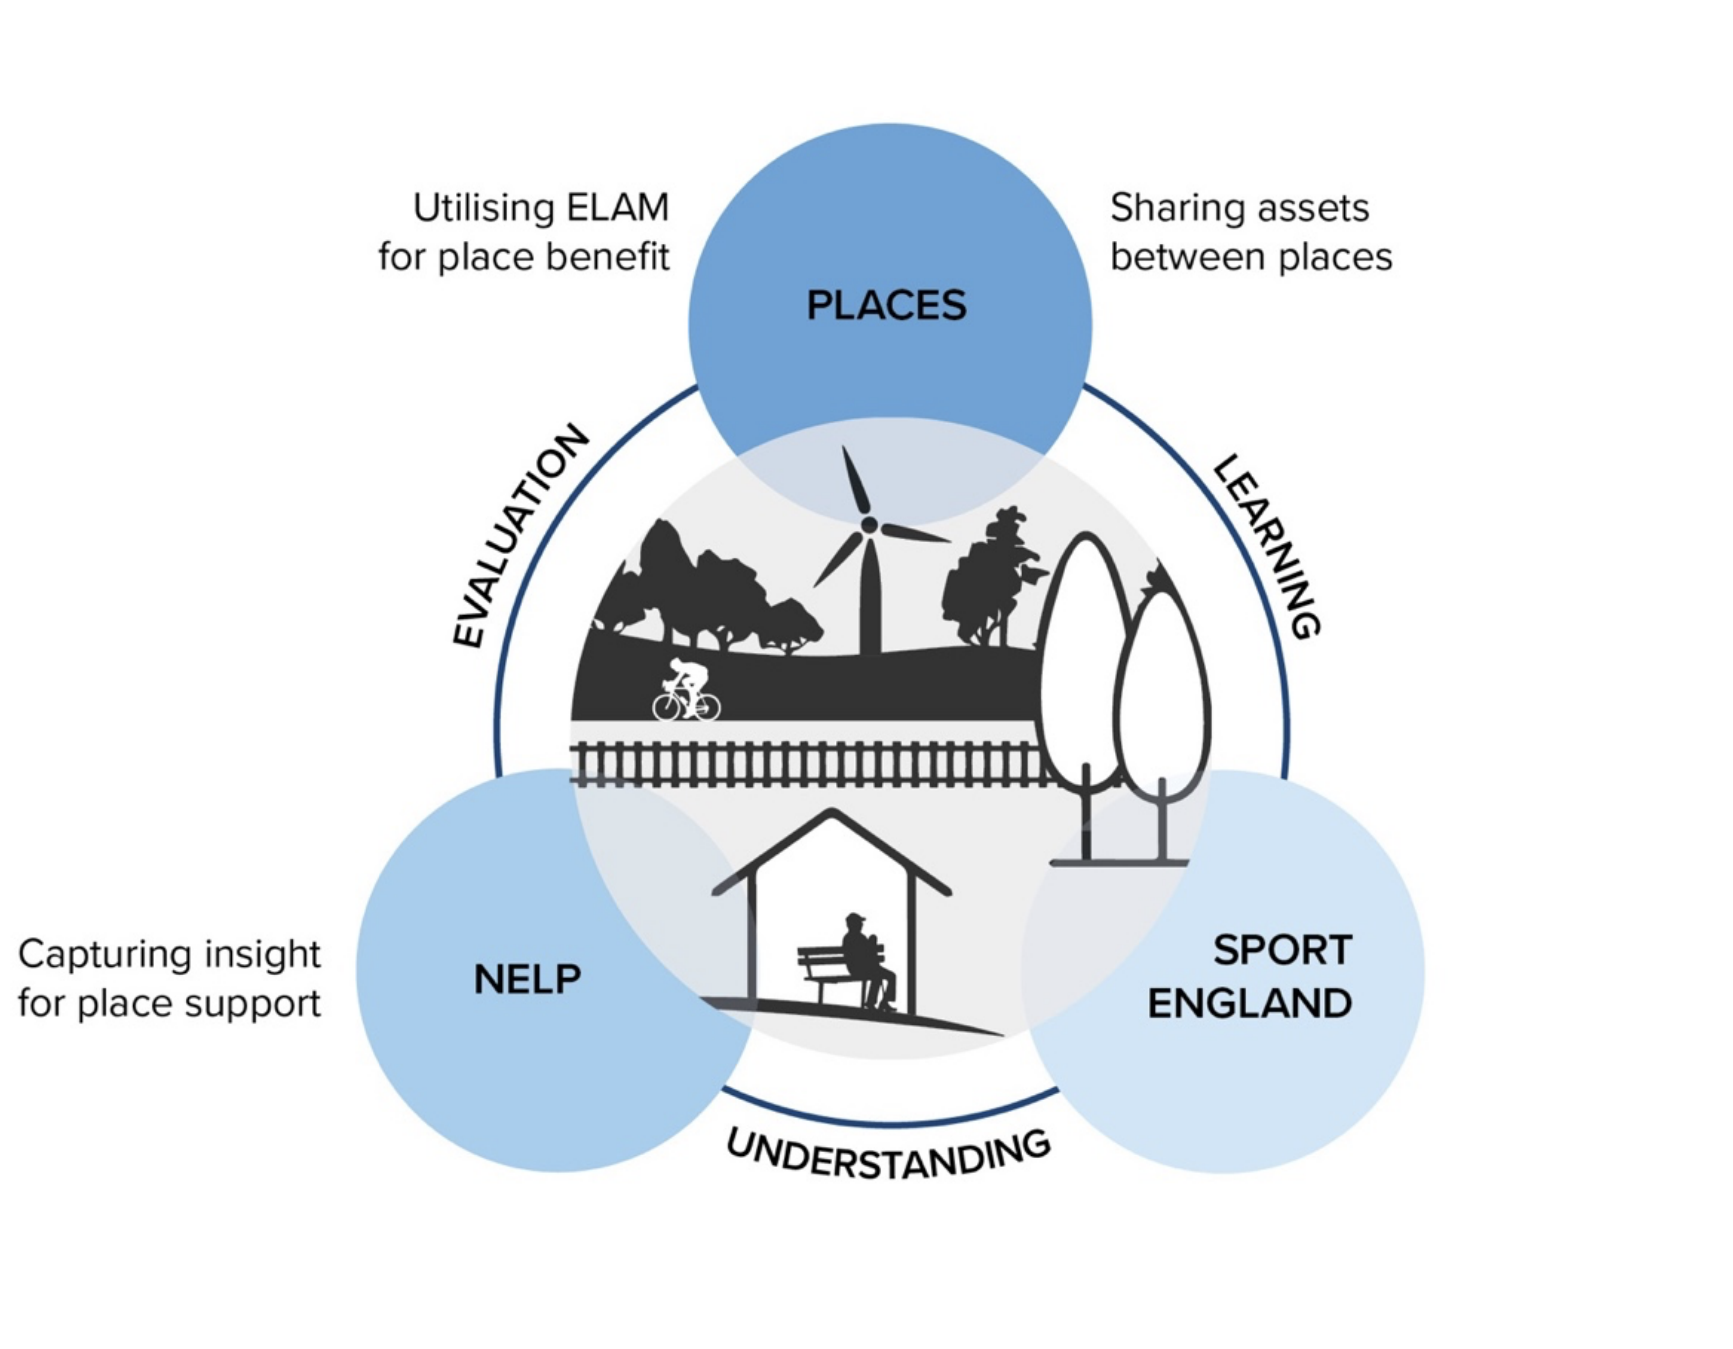 Utilising ELAM
for place benefit
Sharing assets
between places
PLACES
EVALUATION
LEARNING
Capturing insight
for place support
NELP
SPORT
ENGLAND
UNDERSTANDING